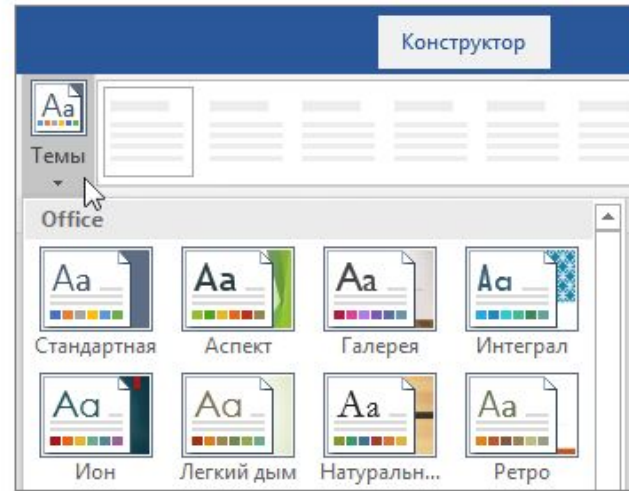 Конструктор
Aa
Темы
Office
Aa Aa Aa Aa
Стандартная Аспект Галерея Интеграл
Aa Aa Aa Aa
Ион Легкий дым Натуральн... Ретро